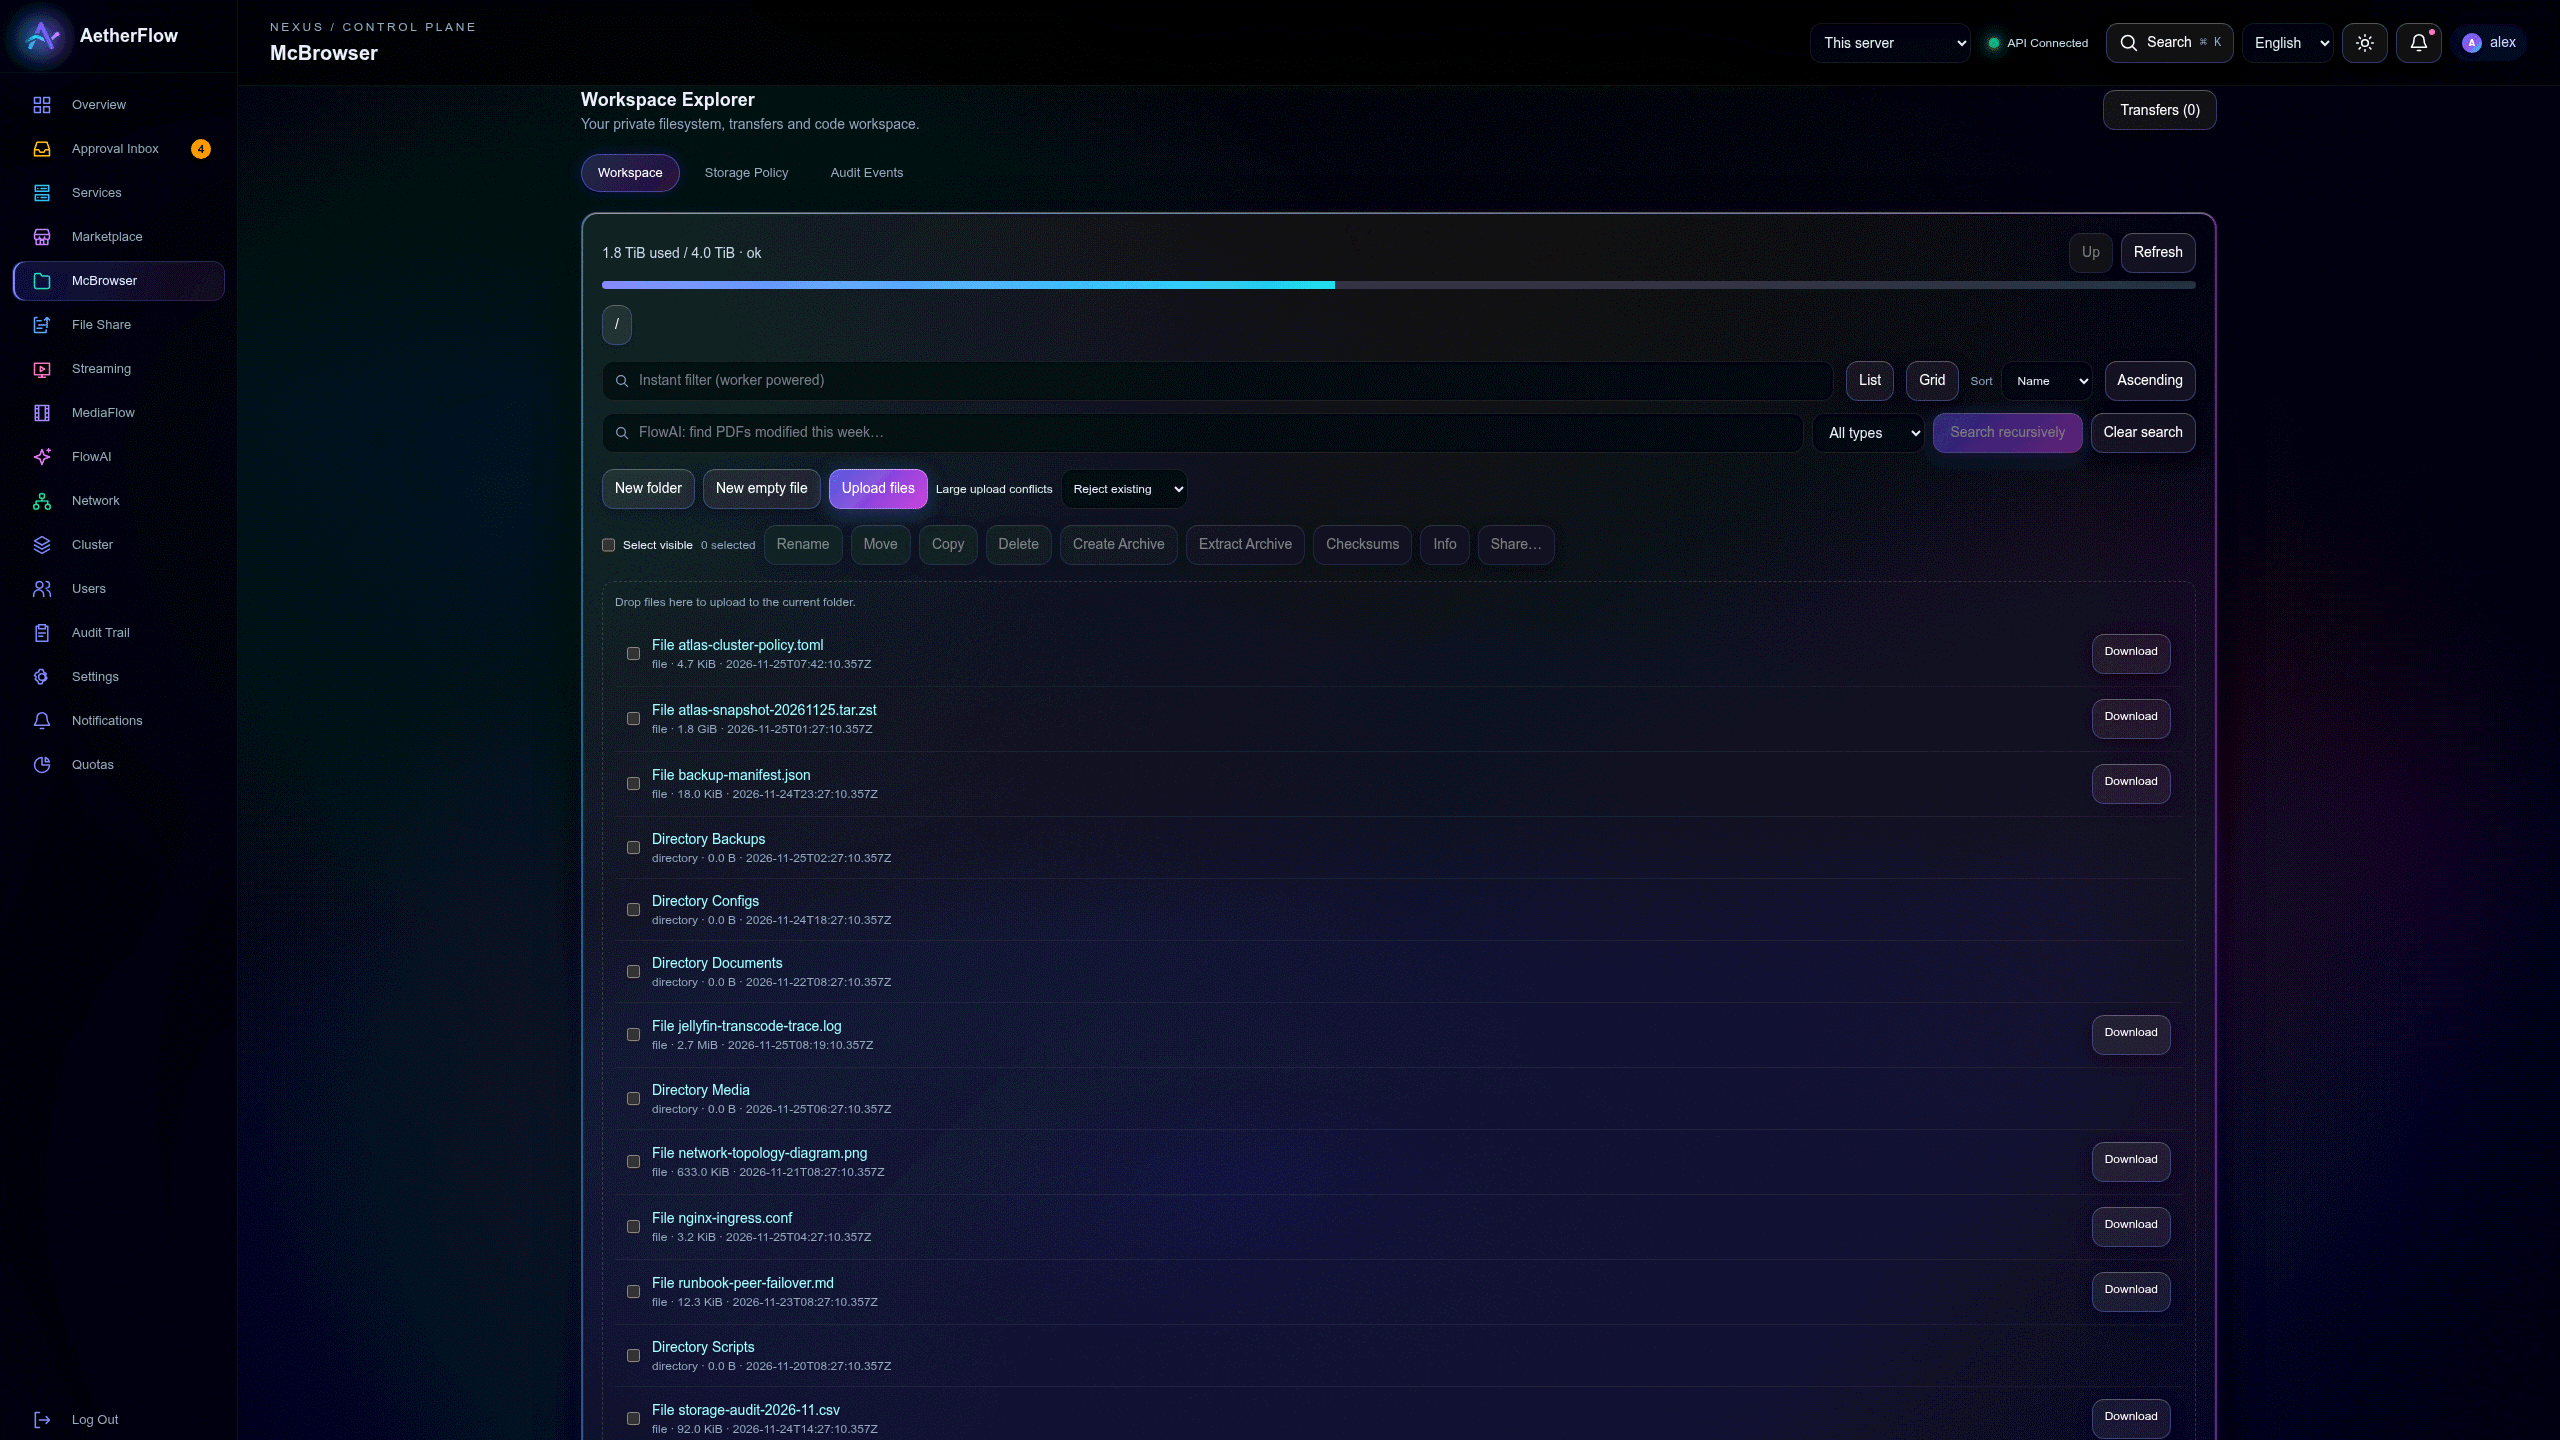 AetherFlow
Overview
Approval Inbox 4
Services
Marketplace
McBrowser
File Share
Streaming
MediaFlow
FlowAI
Network
Cluster
Users
Audit Trail
Settings
Notifications
Quotas
Log Out
NEXUS / CONTROL PLANE
McBrowser
This server API Connected Search ⌘ K English A alex
Workspace Explorer
Your private filesystem, transfers and code workspace.
Transfers (0)
Workspace Storage Policy Audit Events
1.8 TiB used / 4.0 TiB · ok Up Refresh
/
Instant filter (worker powered) List Grid Sort Name Ascending
FlowAI: find PDFs modified this week… All types Search recursively Clear search
New folder New empty file Upload files Large upload conflicts Reject existing
Select visible 0 selected Rename Move Copy Delete Create Archive Extract Archive Checksums Info Share…
Drop files here to upload to the current folder.
File atlas-cluster-policy.toml
file · 4.7 KiB · 2026-11-25T07:42:10.357Z
Download
File atlas-snapshot-20261125.tar.zst
file · 1.8 GiB · 2026-11-25T01:27:10.357Z
Download
File backup-manifest.json
file · 18.0 KiB · 2026-11-24T23:27:10.357Z
Download
Directory Backups
directory · 0.0 B · 2026-11-25T02:27:10.357Z
Directory Configs
directory · 0.0 B · 2026-11-24T18:27:10.357Z
Directory Documents
directory · 0.0 B · 2026-11-22T08:27:10.357Z
File jellyfin-transcode-trace.log
file · 2.7 MiB · 2026-11-25T08:19:10.357Z
Download
Directory Media
directory · 0.0 B · 2026-11-25T06:27:10.357Z
File network-topology-diagram.png
file · 633.0 KiB · 2026-11-21T08:27:10.357Z
Download
File nginx-ingress.conf
file · 3.2 KiB · 2026-11-25T04:27:10.357Z
Download
File runbook-peer-failover.md
file · 12.3 KiB · 2026-11-23T08:27:10.357Z
Download
Directory Scripts
directory · 0.0 B · 2026-11-20T08:27:10.357Z
File storage-audit-2026-11.csv
file · 92.0 KiB · 2026-11-24T14:27:10.357Z
Download